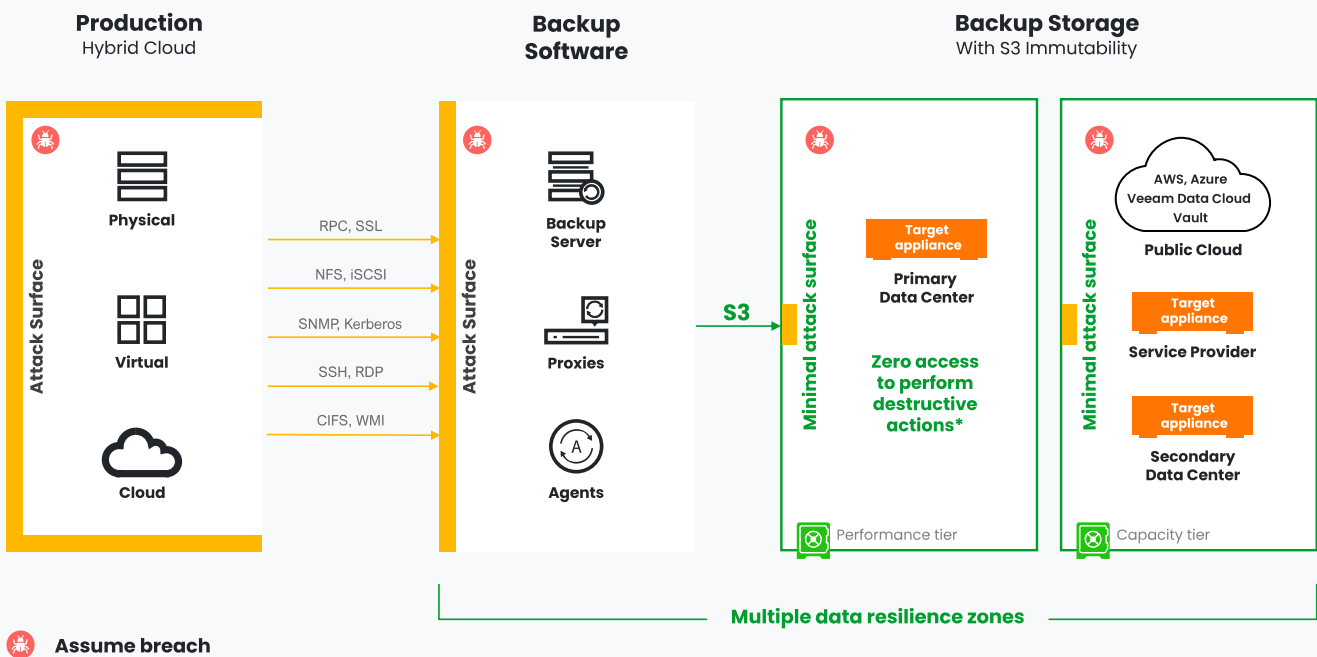 Production
Hybrid Cloud
Backup
Software
Backup Storage
With S3 Immutability
Attack Surface
Physical
Virtual
Cloud
RPC, SSL
NFS, iSCSI
SNMP, Kerberos
SSH, RDP
CIFS, WMI
Attack Surface
Backup
Server
Proxies
A
Agents
S3
Minimal attack surface
Target
appliance
Primary
Data Center
Zero access
to perform
destructive
actions*
Performance tier
Minimal attack surface
AWS, Azure
Veeam Data Cloud
Vault
Public Cloud
Target
appliance
Service Provider
Target
appliance
Secondary
Data Center
Capacity tier
Multiple data resilience zones
Assume breach